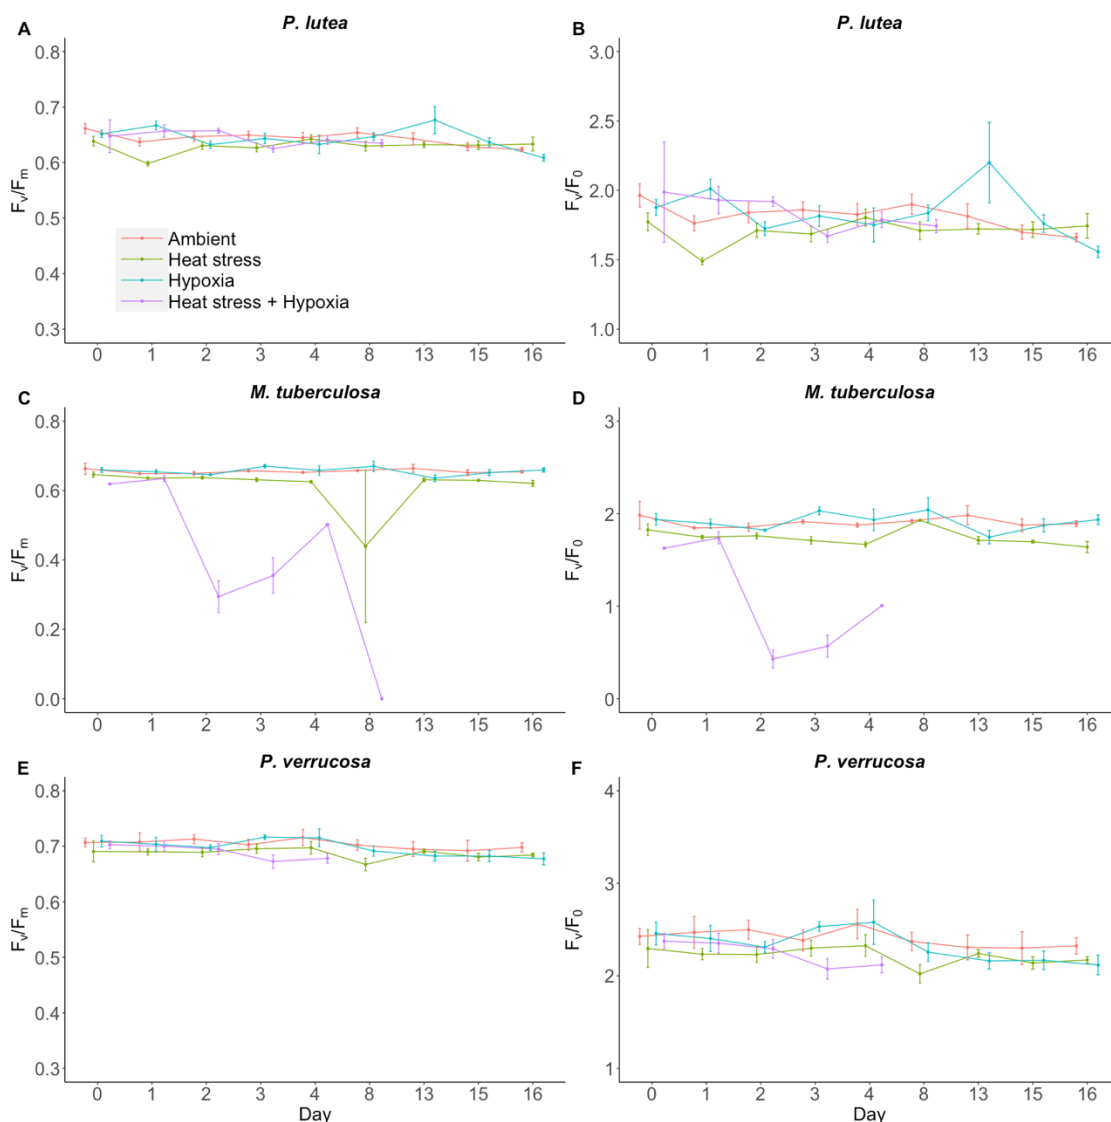 A P. lutea
0.8
0.7
0.6
0.5
0.4
0.3
Fv/Fm
Ambient
Heat stress
Hypoxia
Heat stress + Hypoxia
0 1 2 3 4 8 13 15 16
B P. lutea
3.0
2.5
2.0
1.5
1.0
Fv/F0
0 1 2 3 4 8 13 15 16
C M. tuberculosa
0.8
0.6
0.4
0.2
0.0
Fv/Fm
0 1 2 3 4 8 13 15 16
D M. tuberculosa
3
2
1
0
Fv/F0
0 1 2 3 4 8 13 15 16
E P. verrucosa
0.8
0.7
0.6
0.5
0.4
0.3
Fv/Fm
0 1 2 3 4 8 13 15 16
Day
F P. verrucosa
4
3
2
1
Fv/F0
0 1 2 3 4 8 13 15 16
Day